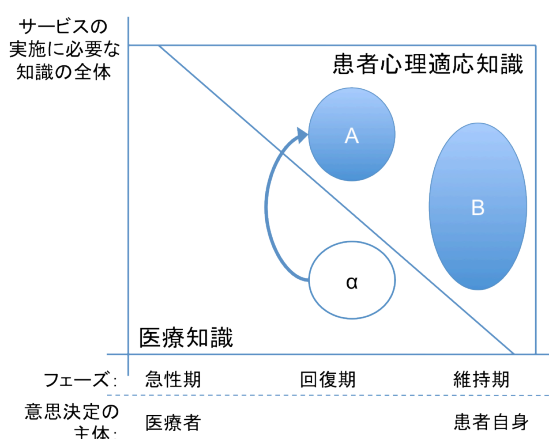 サービスの
実施に必要な
知識の全体
患者心理適応知識
A
B
α
医療知識
フェーズ: 急性期 回復期 維持期
意思決定の
主体: 医療者 患者自身